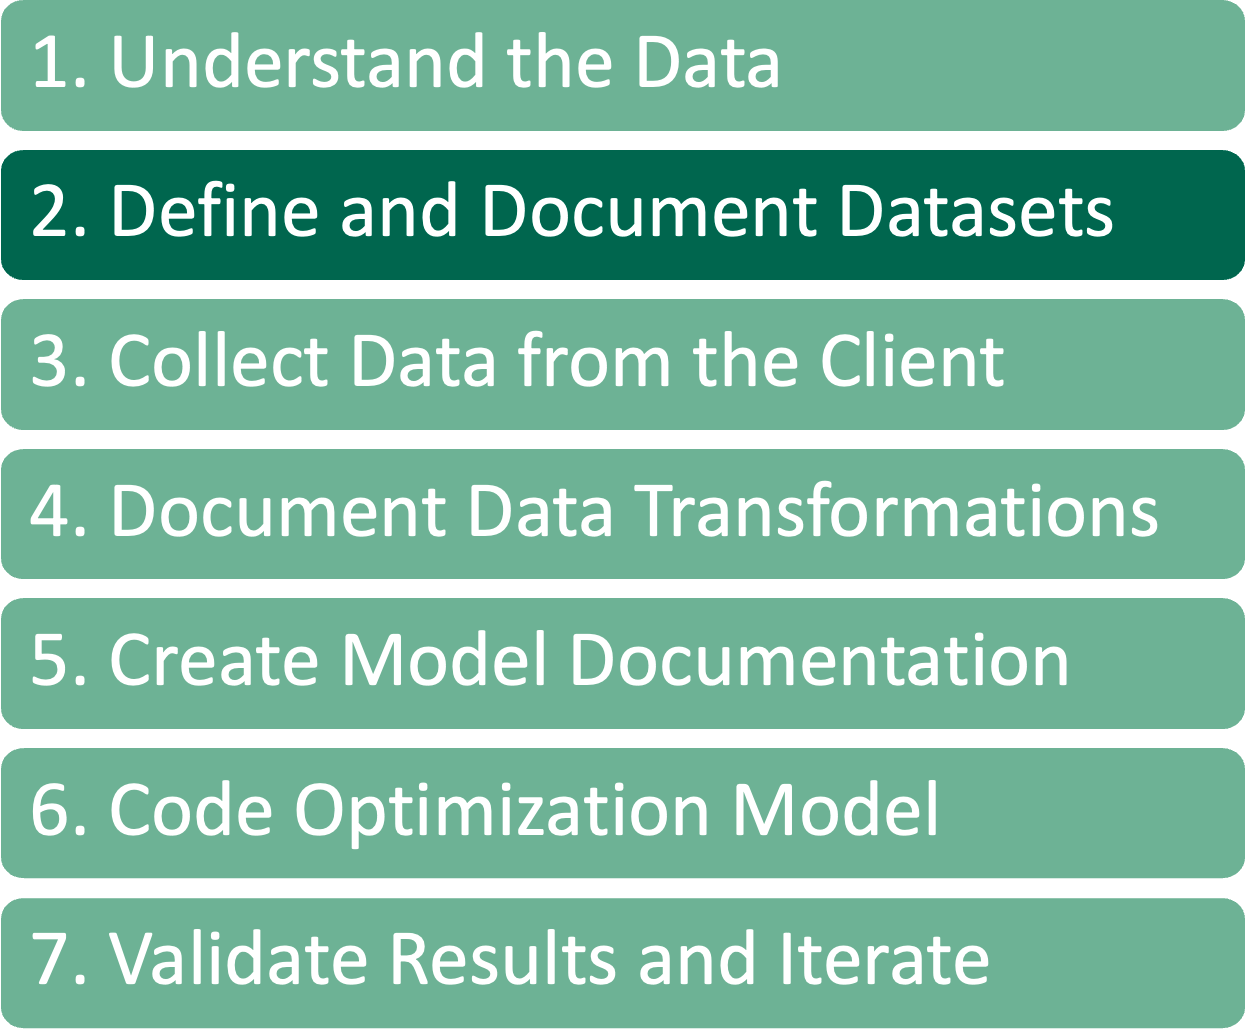 1. Understand the Data
2. Define and Document Datasets
3. Collect Data from the Client
4. Document Data Transformations
5. Create Model Documentation
6. Code Optimization Model
7. Validate Results and Iterate